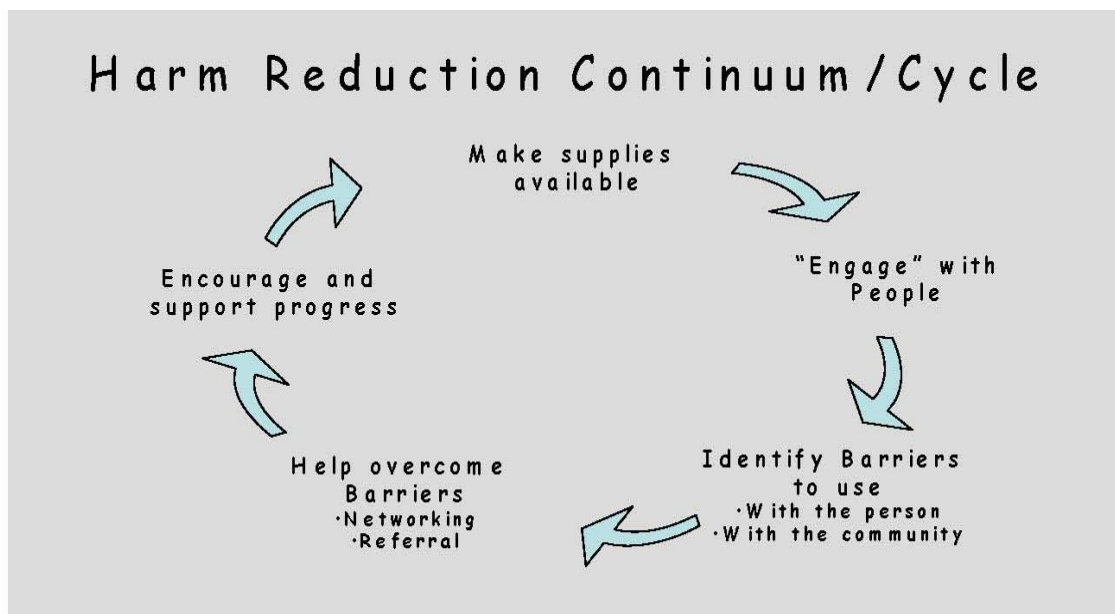 Harm Reduction Continuum/Cycle
Make supplies
available
“Engage” with
People
Identify Barriers
to use
·With the person
·With the community
Help overcome
Barriers
·Networking
·Referral
Encourage and
support progress